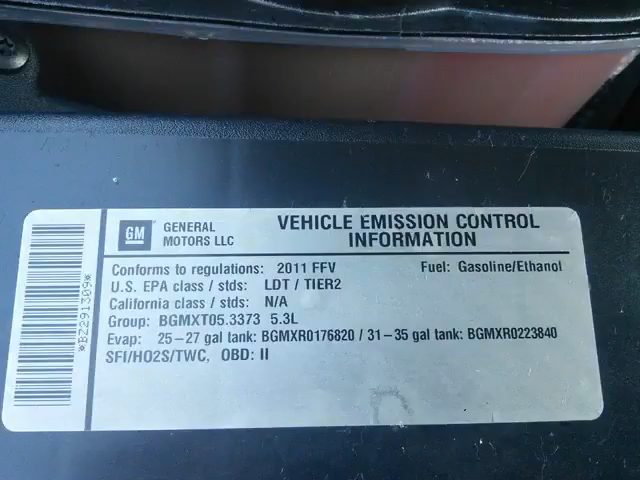 *BZ291309*
GM
GENERAL
MOTORS LLC
VEHICLE EMISSION CONTROL
INFORMATION
Conforms to regulations: 2011 FFV Fuel: Gasoline/Ethanol
U.S. EPA class / stds: LDT / TIER2
California class / stds: N/A
Group: BGMXT05.3373 5.3L
Evap: 25-27 gal tank: BGMXR0176820 / 31-35 gal tank: BGMXR0223840
SFI/HO2S/TWC, OBD: II